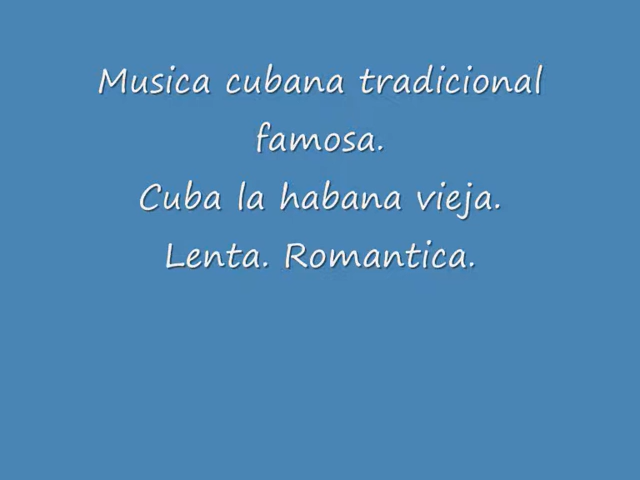 Musica cubana tradicional
famosa.
Cuba la habana vieja.
Lenta. Romantica.